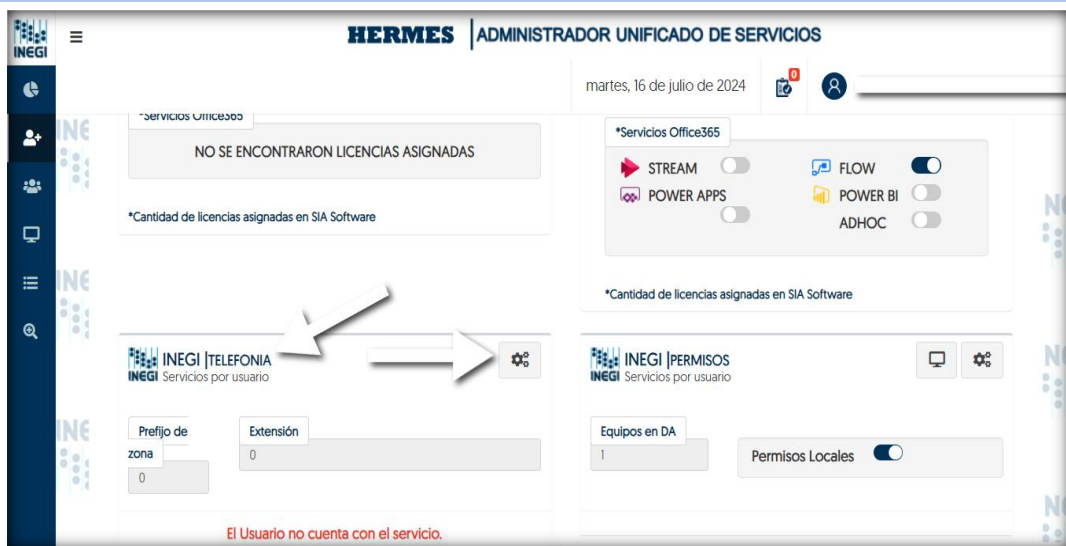 INEGI
HERMES | ADMINISTRADOR UNIFICADO DE SERVICIOS
martes, 16 de julio de 2024
0
*Servicios Office365
NO SE ENCONTRARON LICENCIAS ASIGNADAS
*Cantidad de licencias asignadas en SIA Software
*Servicios Office365
STREAM
FLOW
POWER APPS
POWER BI
ADHOC
*Cantidad de licencias asignadas en SIA Software
INEGI
INEGI |TELEFONIA
Servicios por usuario
Prefijo de
zona
0
Extensión
0
El Usuario no cuenta con el servicio.
INEGI
INEGI |PERMISOS
Servicios por usuario
Equipos en DA
1
Permisos Locales